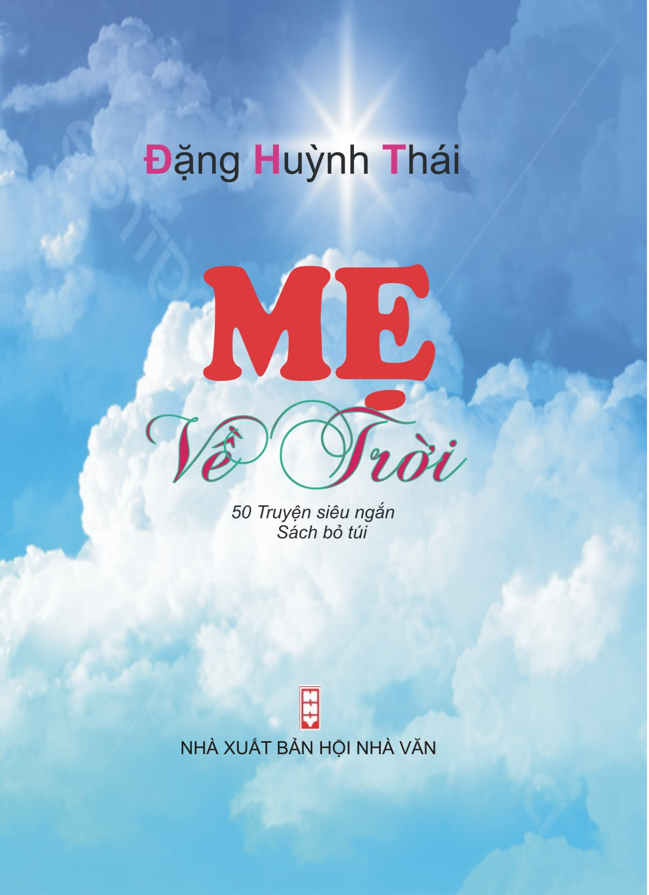 Đặng Huỳnh Thái
MẸ
Về Trời
50 Truyện siêu ngắn
Sách bỏ túi
HNV
NHÀ XUẤT BẢN HỘI NHÀ VĂN